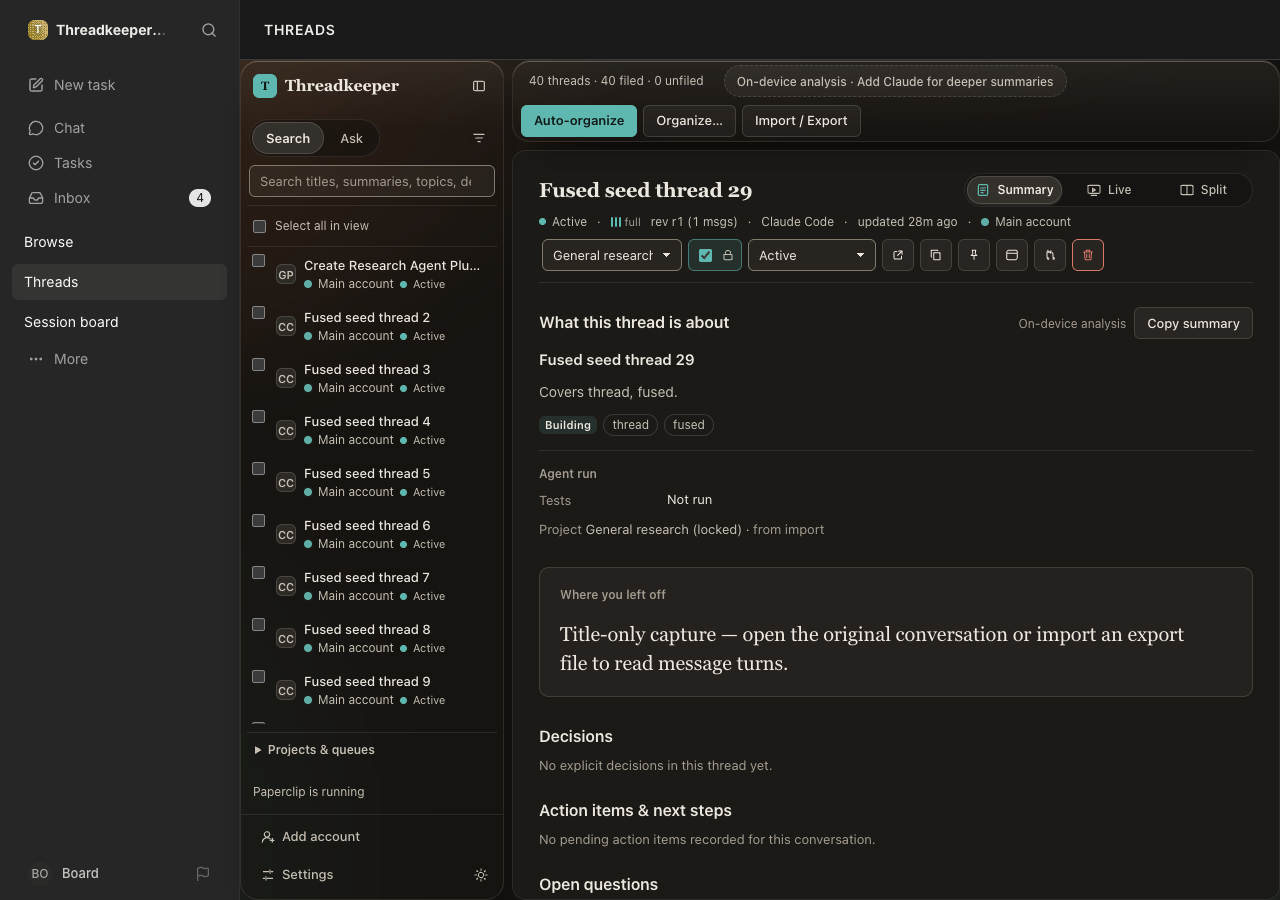 T Threadkeeper...
New task
Chat
Tasks
Inbox 4
Browse
Threads
Session board
More
BO Board
THREADS
T Threadkeeper
Search Ask
Search titles, summaries, topics, de
Select all in view
GP Create Research Agent Plu...
Main account Active
CC Fused seed thread 2
Main account Active
CC Fused seed thread 3
Main account Active
CC Fused seed thread 4
Main account Active
CC Fused seed thread 5
Main account Active
CC Fused seed thread 6
Main account Active
CC Fused seed thread 7
Main account Active
CC Fused seed thread 8
Main account Active
CC Fused seed thread 9
Main account Active
Projects & queues
Paperclip is running
Add account
Settings
40 threads · 40 filed · 0 unfiled On-device analysis · Add Claude for deeper summaries
Auto-organize Organize... Import / Export
Fused seed thread 29 Summary Live Split
Active · full rev r1 (1 msgs) · Claude Code · updated 28m ago · Main account
General research Active
What this thread is about On-device analysis Copy summary
Fused seed thread 29
Covers thread, fused.
Building thread fused
Agent run
Tests Not run
Project General research (locked) · from import
Where you left off
Title-only capture — open the original conversation or import an export
file to read message turns.
Decisions
No explicit decisions in this thread yet.
Action items & next steps
No pending action items recorded for this conversation.
Open questions